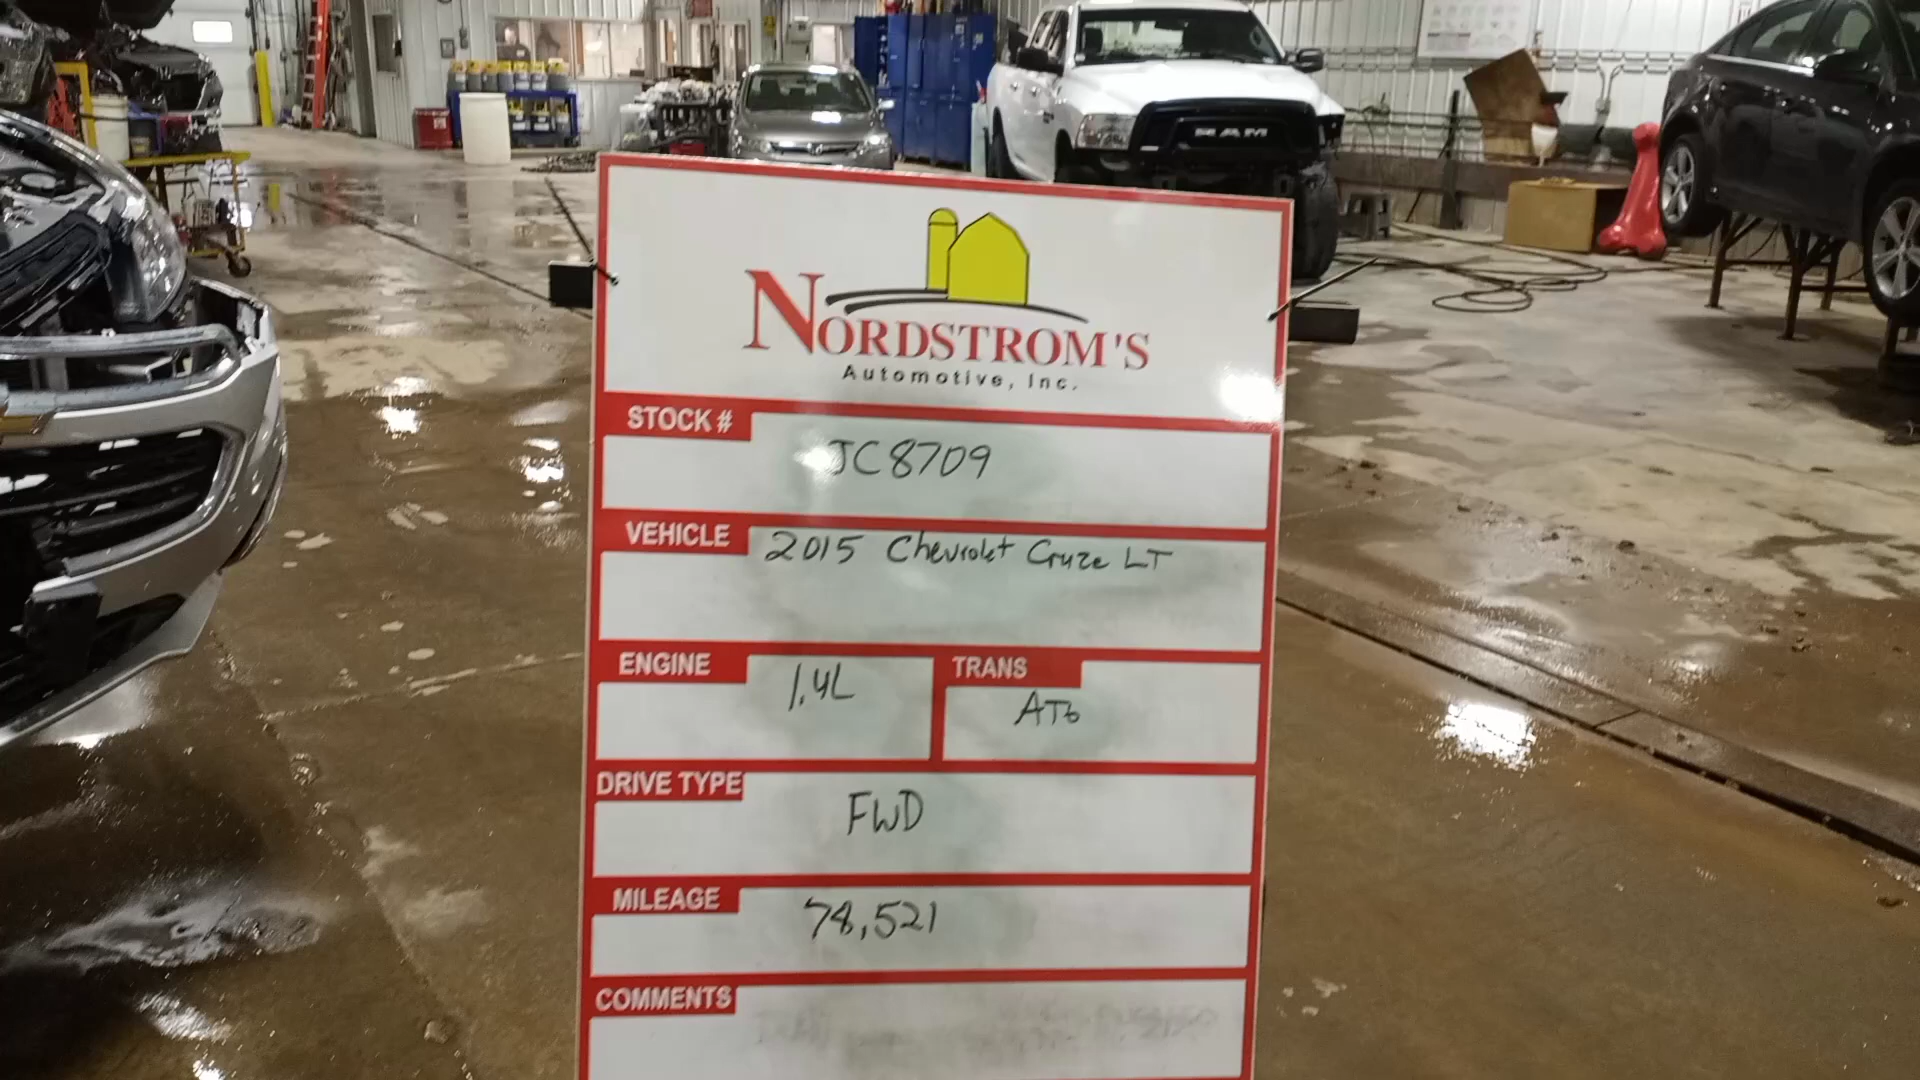 RAM
NORDSTROM'S
Automotive, Inc.
STOCK #
JC8709
VEHICLE
2015 Chevrolet Cruze LT
ENGINE
1.4L
TRANS
AT6
DRIVE TYPE
FWD
MILEAGE
78,521
COMMENTS